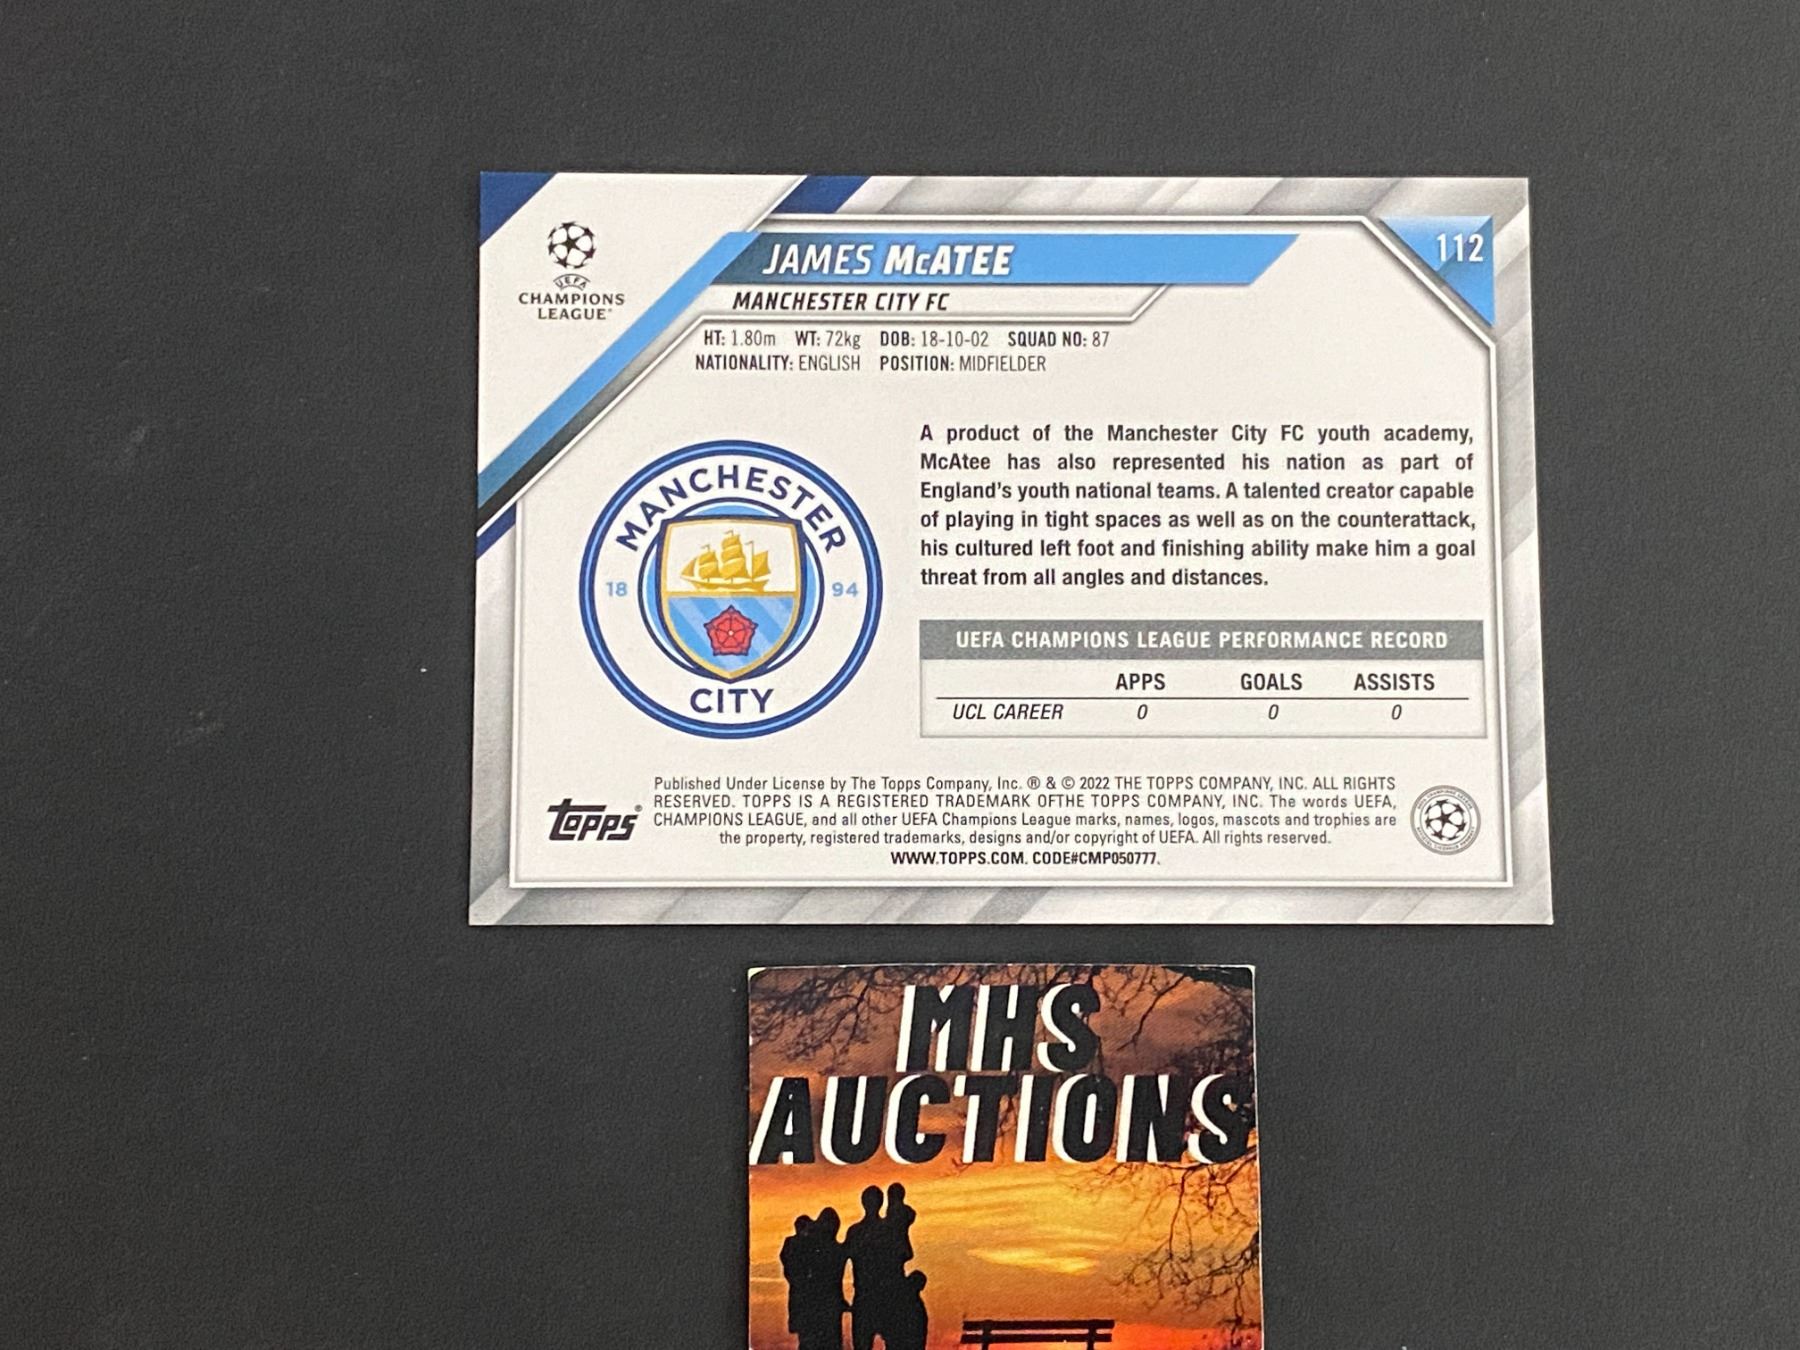 UEFA
CHAMPIONS
LEAGUE
JAMES McATEE
112
MANCHESTER CITY FC
HT: 1.80m WT: 72kg DOB: 18-10-02 SQUAD NO: 87
NATIONALITY: ENGLISH POSITION: MIDFIELDER
A product of the Manchester City FC youth academy,
McAtee has also represented his nation as part of
England's youth national teams. A talented creator capable
of playing in tight spaces as well as on the counterattack,
his cultured left foot and finishing ability make him a goal
threat from all angles and distances.
MANCHESTER
18 94
CITY
UEFA CHAMPIONS LEAGUE PERFORMANCE RECORD
APPS GOALS ASSISTS
UCL CAREER 0 0 0
Published Under License by The Topps Company, Inc. ® & © 2022 THE TOPPS COMPANY, INC. ALL RIGHTS
RESERVED. TOPPS IS A REGISTERED TRADEMARK OFTHE TOPPS COMPANY, INC. The words UEFA,
CHAMPIONS LEAGUE, and all other UEFA Champions League marks, names, logos, mascots and trophies are
the property, registered trademarks, designs and/or copyright of UEFA. All rights reserved.
WWW.TOPPS.COM. CODE#CMP050777.
Topps®
MHS
AUCTIONS